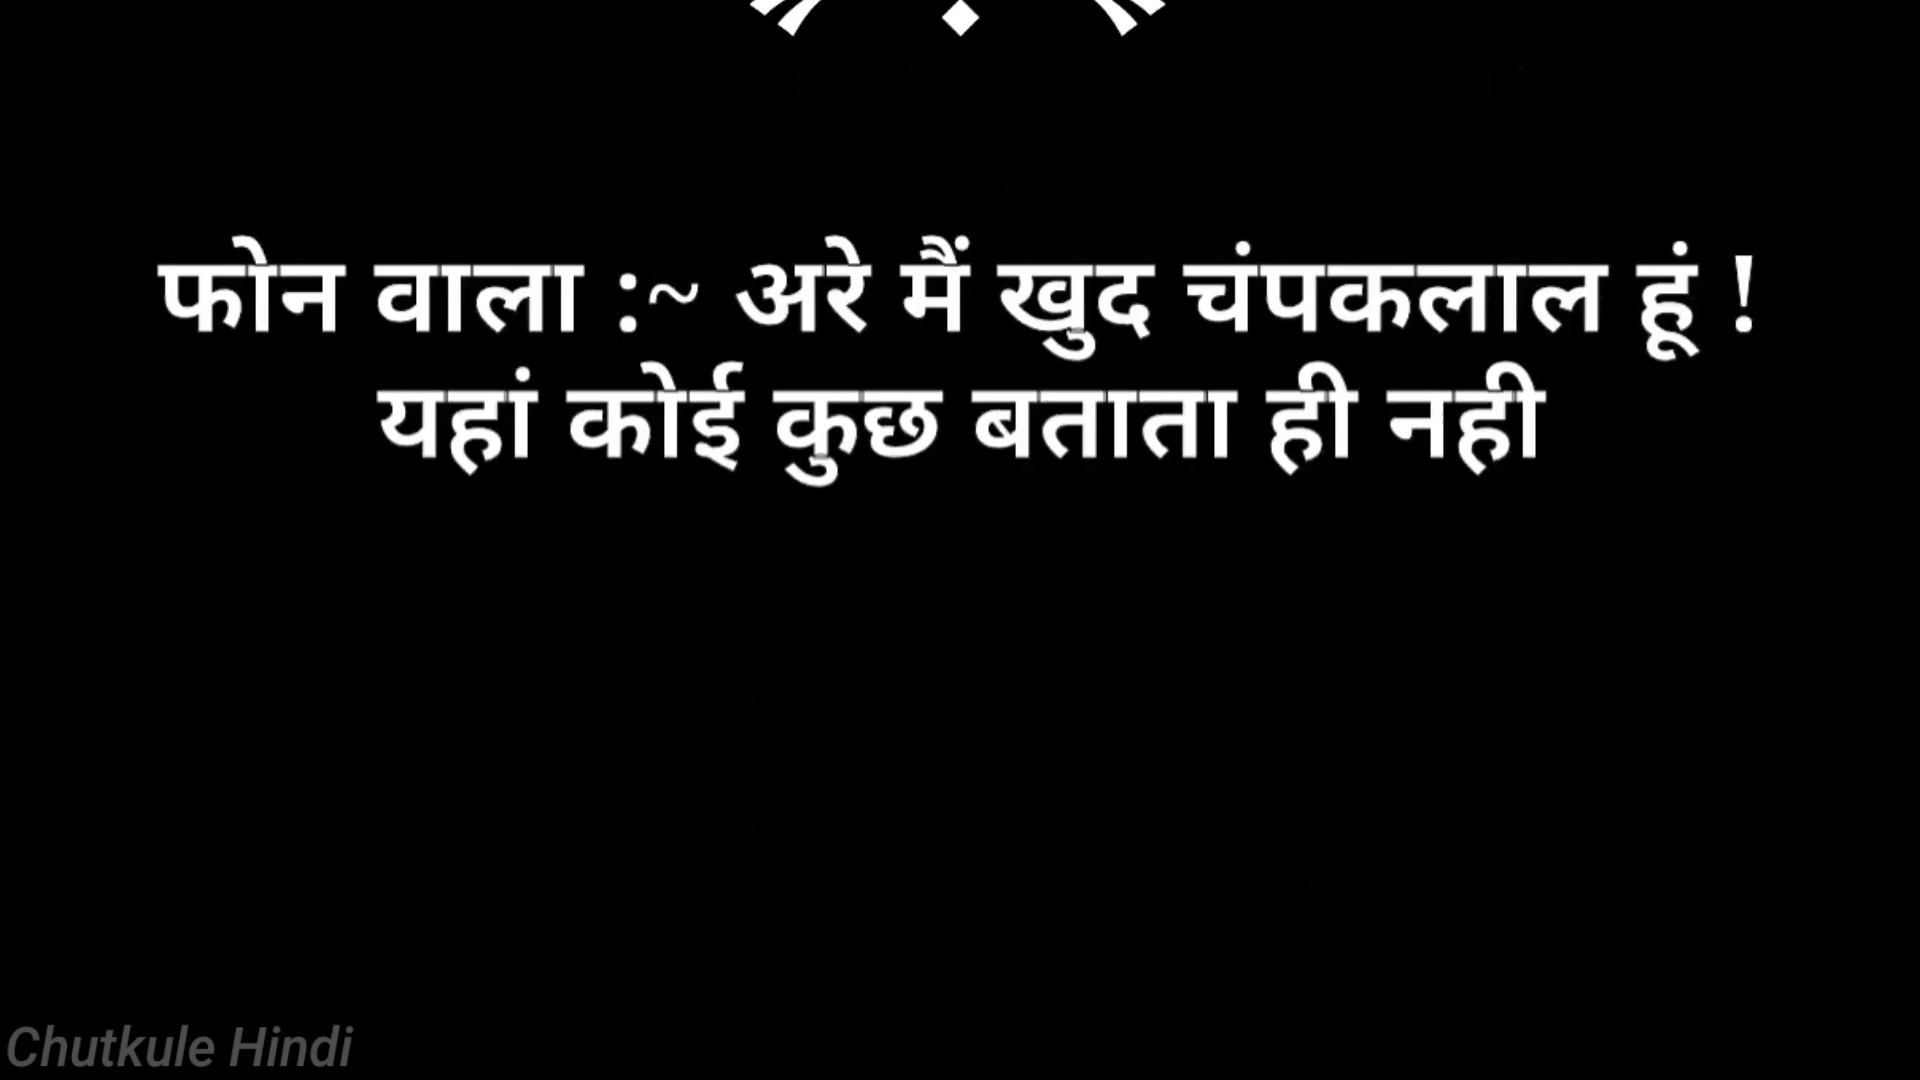 फोन वाला :~ अरे मैं खुद चंपकलाल हूं !
यहां कोई कुछ बताता ही नही
Chutkule Hindi